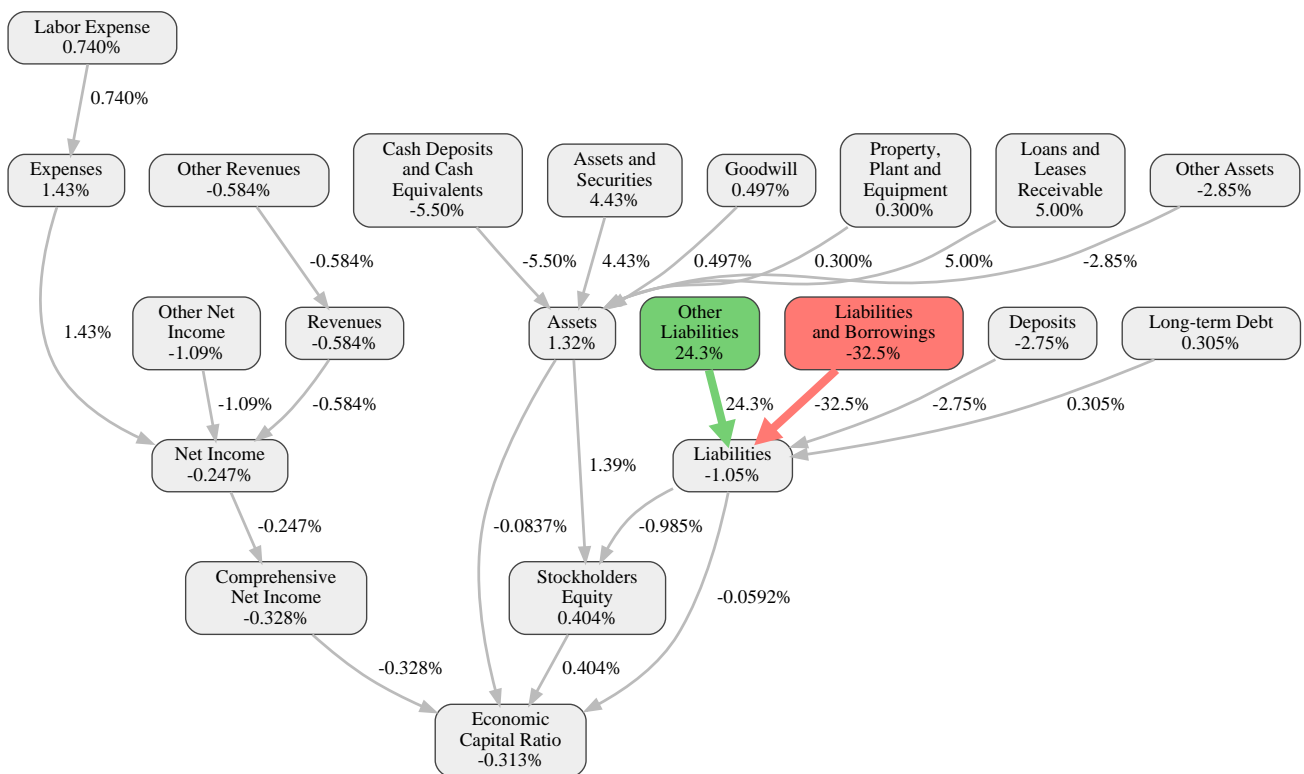 Labor Expense
0.740%
0.740%
Expenses
1.43%
Other Revenues
-0.584%
Cash Deposits
and Cash
Equivalents
-5.50%
Assets and
Securities
4.43%
Goodwill
0.497%
Property,
Plant and
Equipment
0.300%
Loans and
Leases
Receivable
5.00%
Other Assets
-2.85%
-0.584%
-5.50%
4.43%
0.497%
0.300%
5.00%
-2.85%
1.43%
Other Net
Income
-1.09%
Revenues
-0.584%
Assets
1.32%
Other
Liabilities
24.3%
Liabilities
and Borrowings
-32.5%
Deposits
-2.75%
Long-term Debt
0.305%
-1.09%
-0.584%
24.3%
-32.5%
-2.75%
0.305%
Net Income
-0.247%
1.39%
Liabilities
-1.05%
-0.247%
-0.0837%
-0.985%
Comprehensive
Net Income
-0.328%
Stockholders
Equity
0.404%
-0.0592%
-0.328%
0.404%
Economic
Capital Ratio
-0.313%